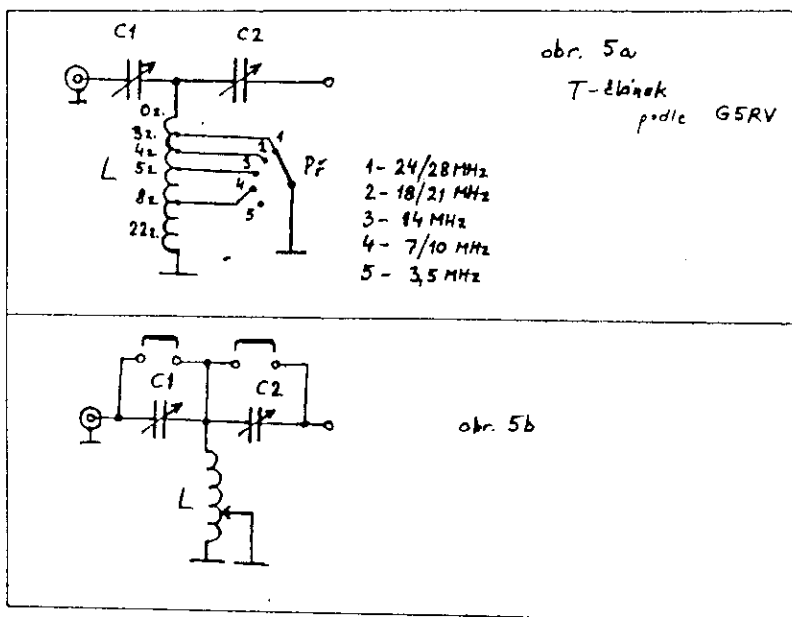 C1
C2
obr. 5a
T-článek
podle G5RV
0z.
3z.
4z.
5z.
8z.
22z.
L
1
2
3
4
5
Př
1- 24/28 MHz
2- 18/21 MHz
3- 14 MHz
4- 7/10 MHz
5- 3,5 MHz
C1
C2
L
obr. 5b